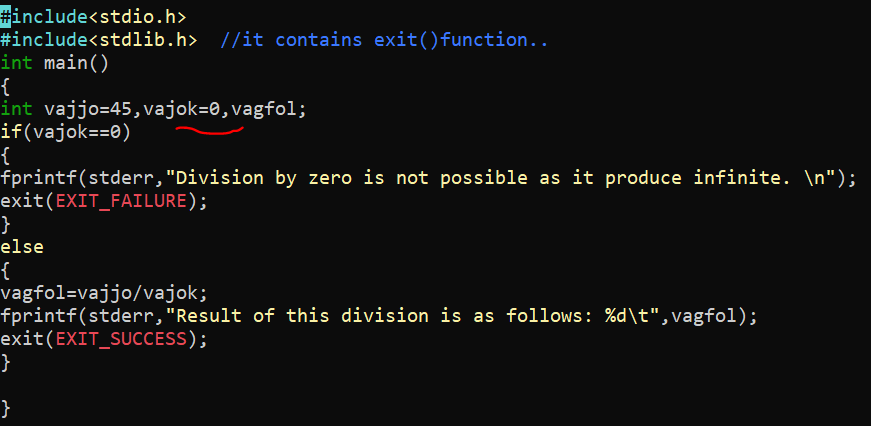 #include<stdio.h>
#include<stdlib.h>  //it contains exit()function..
int main()
{
int vajjo=45,vajok=0,vagfol;
if(vajok==0)
{
fprintf(stderr,"Division by zero is not possible as it produce infinite. \n");
exit(EXIT_FAILURE);
}
else
{
vagfol=vajjo/vajok;
fprintf(stderr,"Result of this division is as follows: %d\t",vagfol);
exit(EXIT_SUCCESS);
}
}